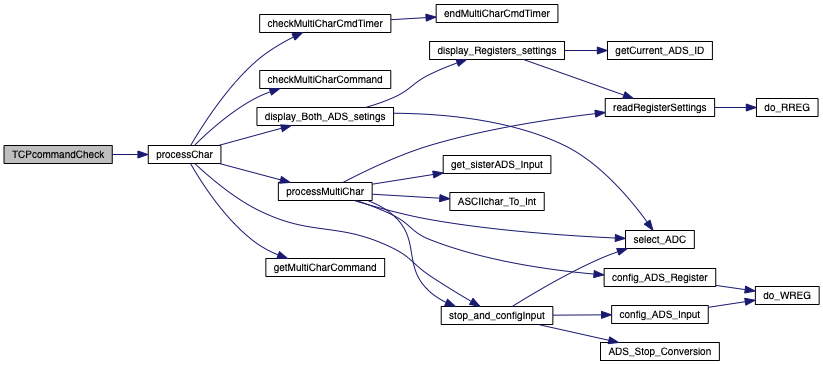 endMultiCharCmdTimer
checkMultiCharCmdTimer
display_Registers_settings
getCurrent_ADS_ID
checkMultiCharCommand
readRegisterSettings
do_RREG
display_Both_ADS_setings
TCPcommandCheck
processChar
get_sisterADS_Input
processMultiChar
ASCIIchar_To_Int
select_ADC
getMultiCharCommand
config_ADS_Register
do_WREG
stop_and_configInput
config_ADS_Input
ADS_Stop_Conversion